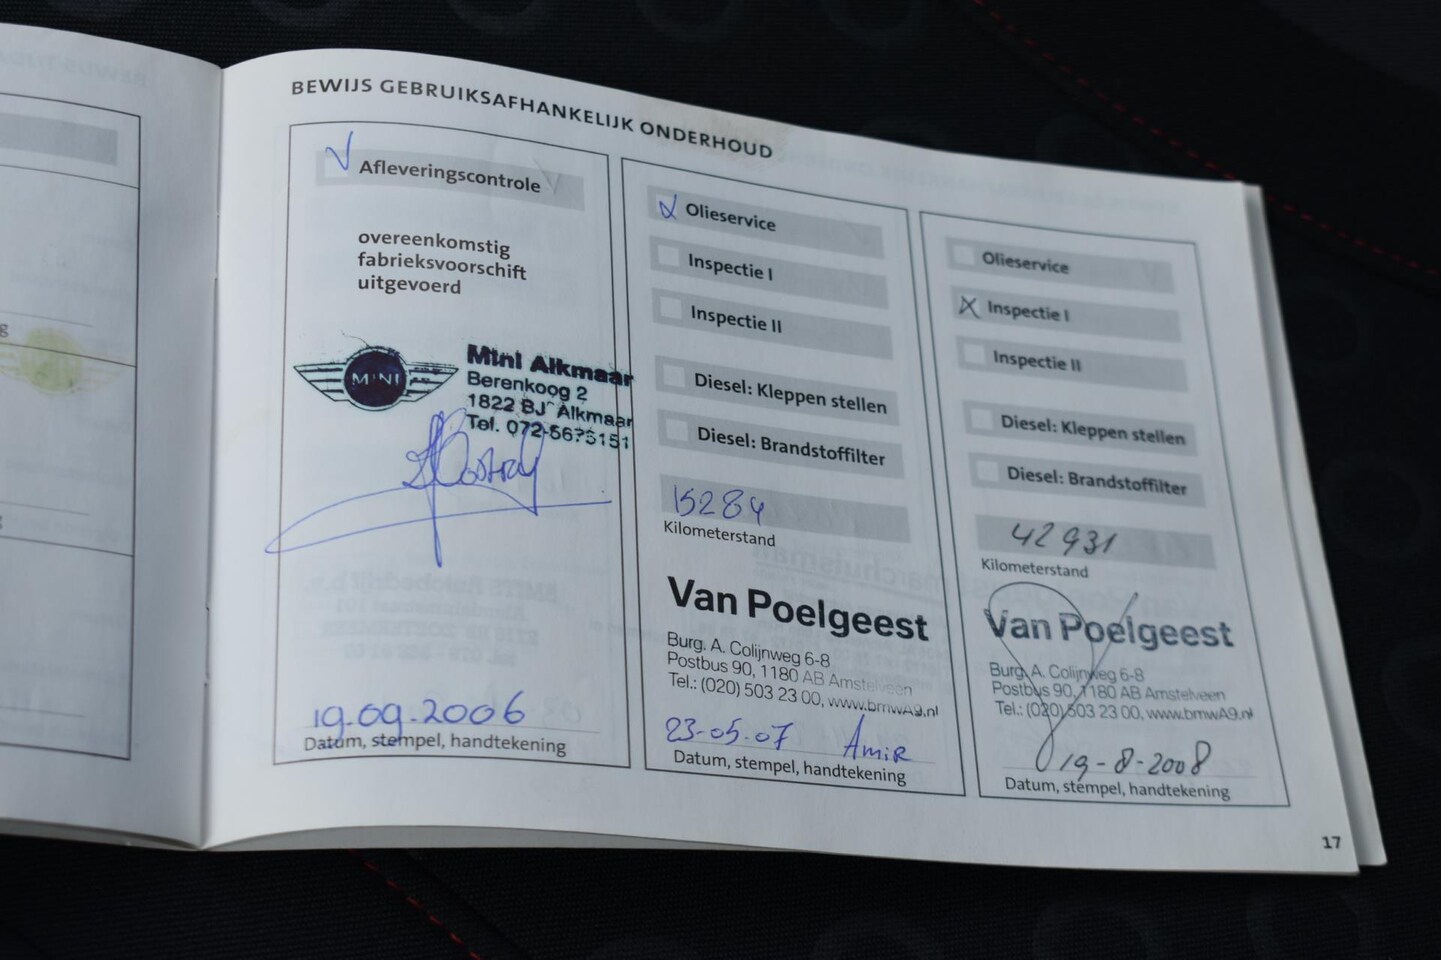 BEWIJS GEBRUIKSAFHANKELIJK ONDERHOUD
Afleveringscontrole
overeenkomstig
fabrieksvoorschift
uitgevoerd
MINI
Mini Alkmaar
Berenkoog 2
1822 BJ Alkmaar
Tel. 072-5675151
19.09.2006
Datum, stempel, handtekening
Olieservice
Inspectie I
Inspectie II
Diesel: Kleppen stellen
Diesel: Brandstoffilter
15284
Kilometerstand
Van Poelgeest
Burg. A. Colijnweg 6-8
Postbus 90, 1180 AB Amstelveen
Tel.: (020) 503 23 00, www.bmwA9.nl
23-05-07 Amir
Datum, stempel, handtekening
Olieservice
Inspectie I
Inspectie II
Diesel: Kleppen stellen
Diesel: Brandstoffilter
42931
Kilometerstand
Van Poelgeest
Burg. A. Colijnweg 6-8
Postbus 90, 1180 AB Amstelveen
Tel.: (020) 503 23 00, www.bmwA9.nl
19-8-2008
Datum, stempel, handtekening
17